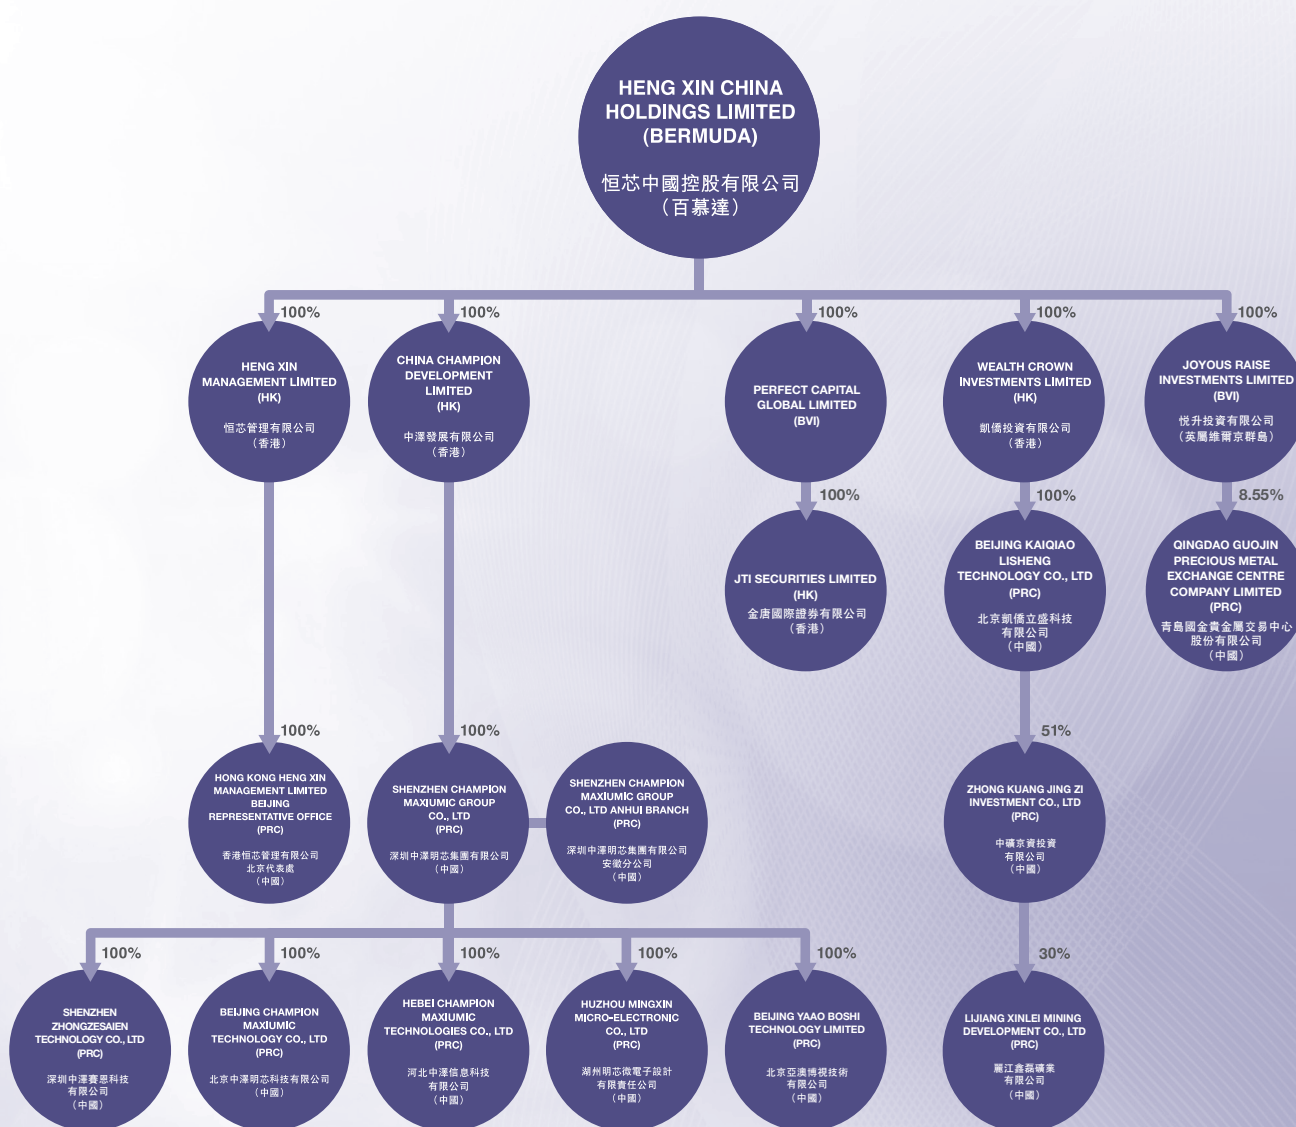 HENG XIN CHINA
HOLDINGS LIMITED
(BERMUDA)
恒芯中國控股有限公司
（百慕達）
100%
100%
100%
100%
100%
HENG XIN
MANAGEMENT LIMITED
(HK)
恒芯管理有限公司
（香港）
CHINA CHAMPION
DEVELOPMENT
LIMITED
(HK)
中澤發展有限公司
（香港）
PERFECT CAPITAL
GLOBAL LIMITED
(BVI)
WEALTH CROWN
INVESTMENTS LIMITED
(HK)
凱僑投資有限公司
（香港）
JOYOUS RAISE
INVESTMENTS LIMITED
(BVI)
悦升投資有限公司
（英屬維爾京群島）
100%
100%
8.55%
JTI SECURITIES LIMITED
(HK)
金唐國際證券有限公司
（香港）
BEIJING KAIQIAO
LISHENG
TECHNOLOGY CO., LTD
(PRC)
北京凱僑立盛科技
有限公司
（中國）
QINGDAO GUOJIN
PRECIOUS METAL
EXCHANGE CENTRE
COMPANY LIMITED
(PRC)
青島國金貴金屬交易中心
股份有限公司
（中國）
100%
100%
51%
HONG KONG HENG XIN
MANAGEMENT LIMITED
BEIJING
REPRESENTATIVE OFFICE
(PRC)
香港恒芯管理有限公司
北京代表處
（中國）
SHENZHEN CHAMPION
MAXIUMIC GROUP
CO., LTD
(PRC)
深圳中澤明芯集團有限公司
（中國）
SHENZHEN CHAMPION
MAXIUMIC GROUP
CO., LTD ANHUI BRANCH
(PRC)
深圳中澤明芯集團有限公司
安徽分公司
（中國）
ZHONG KUANG JING ZI
INVESTMENT CO., LTD
(PRC)
中礦京資投資
有限公司
（中國）
100%
100%
100%
100%
100%
30%
SHENZHEN
ZHONGZESAIEN
TECHNOLOGY CO., LTD
(PRC)
深圳中澤賽恩科技
有限公司
（中國）
BEIJING CHAMPION
MAXIUMIC
TECHNOLOGY CO., LTD
(PRC)
北京中澤明芯科技有限公司
（中國）
HEBEI CHAMPION
MAXIUMIC
TECHNOLOGIES CO., LTD
(PRC)
河北中澤信息科技
有限公司
（中國）
HUZHOU MINGXIN
MICRO-ELECTRONIC
CO., LTD
(PRC)
湖州明芯微電子設計
有限責任公司
（中國）
BEIJING YAAO BOSHI
TECHNOLOGY LIMITED
(PRC)
北京亞澳博視技術
有限公司
（中國）
LIJIANG XINLEI MINING
DEVELOPMENT CO., LTD
(PRC)
麗江鑫磊礦業
有限公司
（中國）